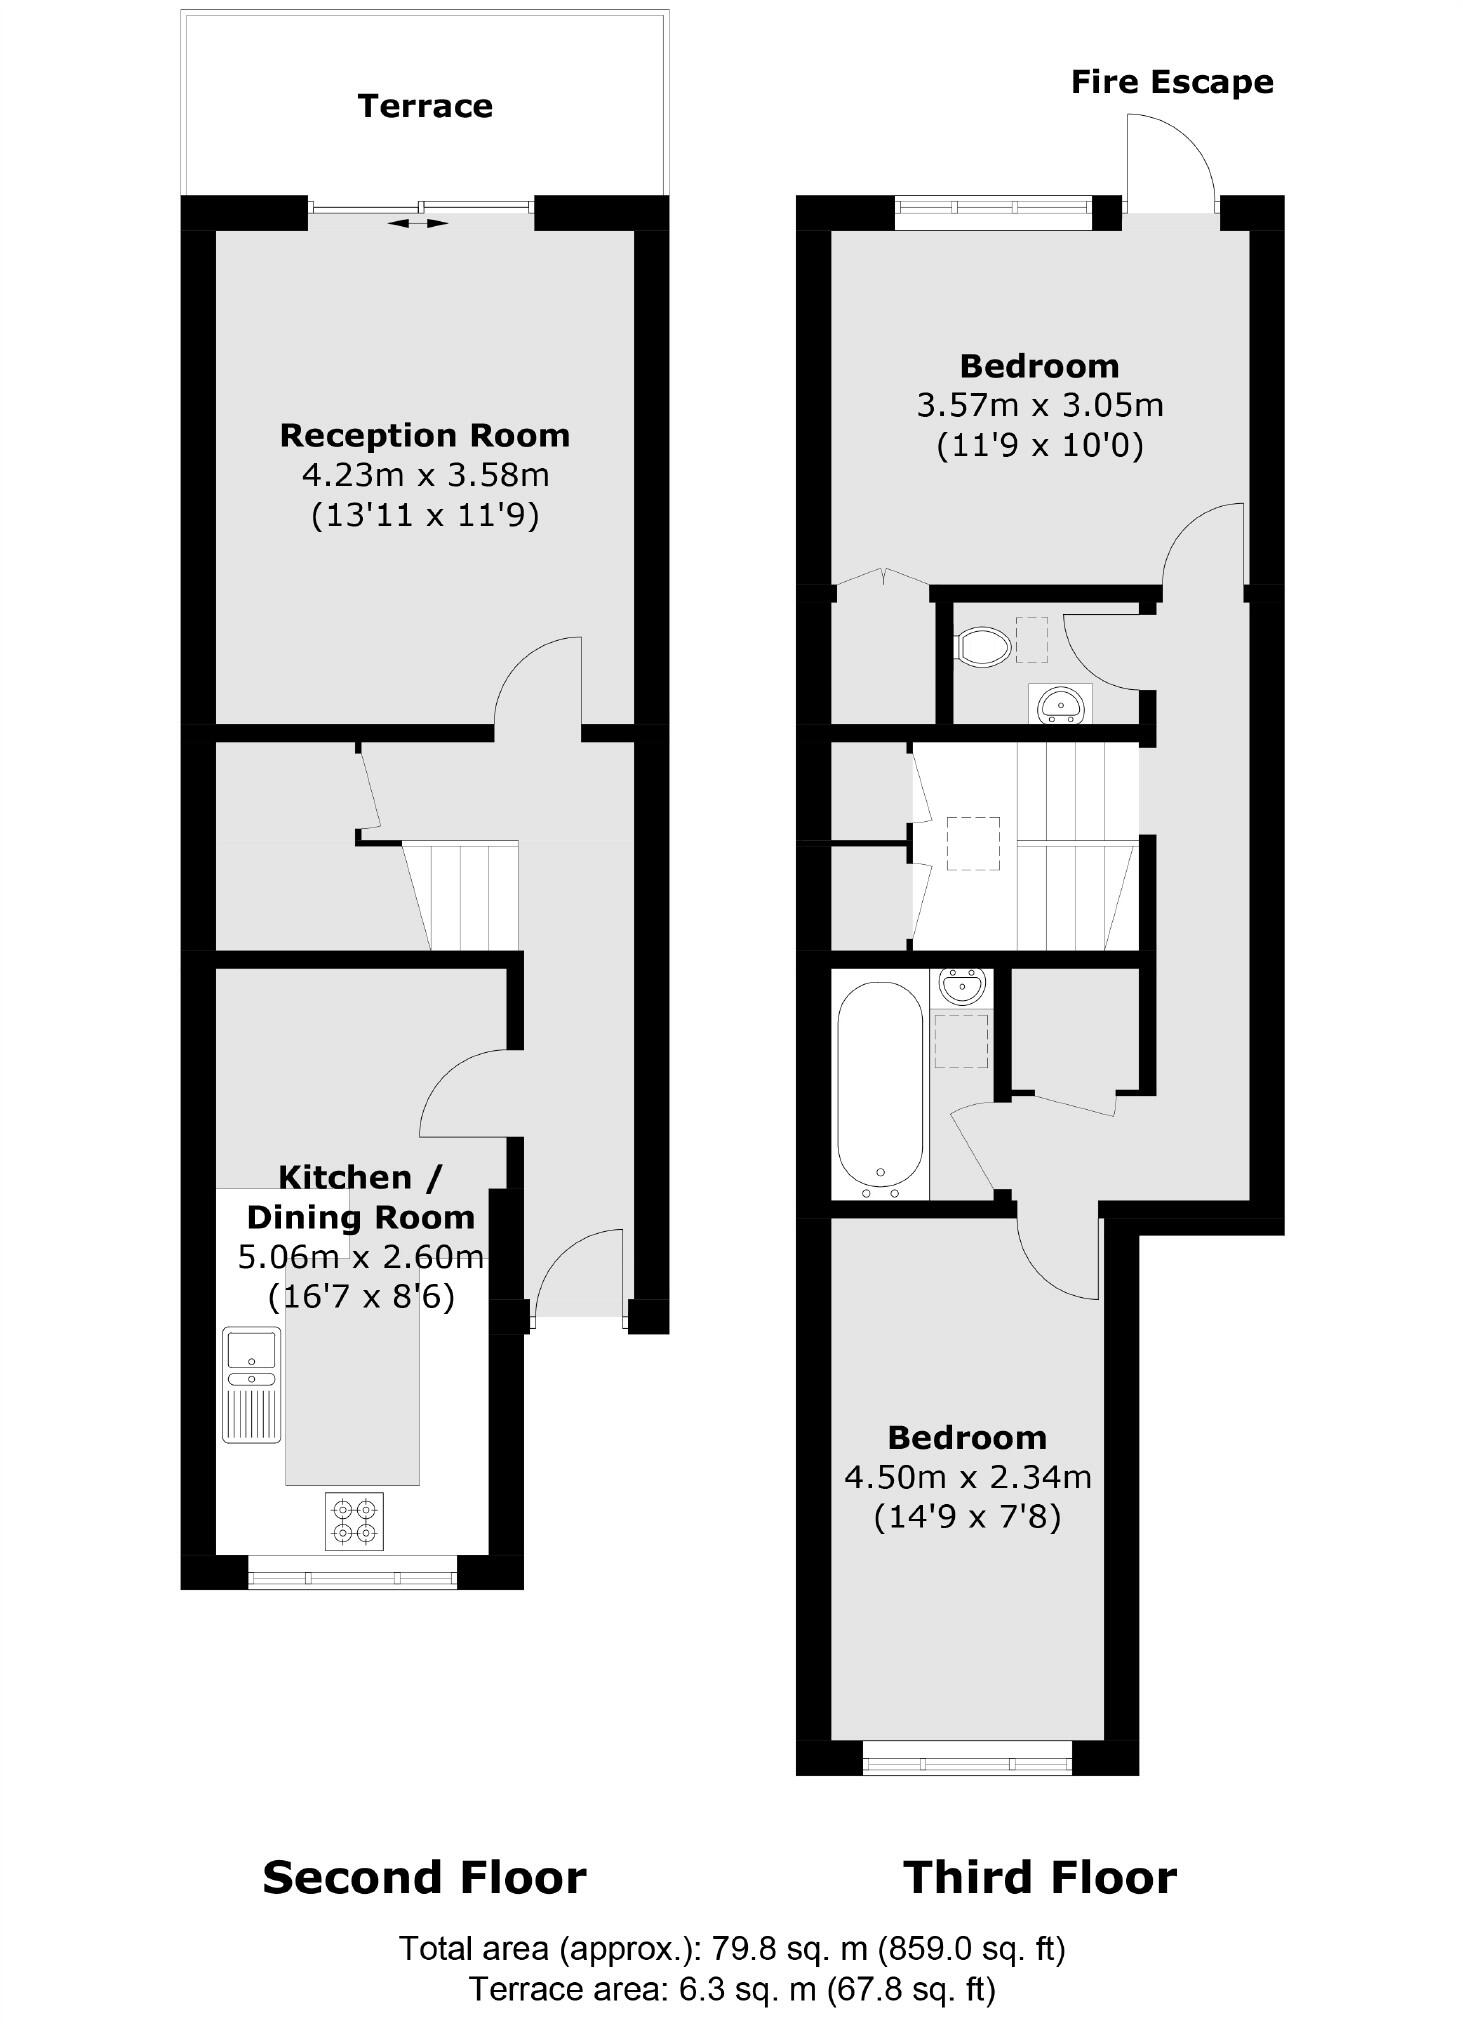 Terrace
Reception Room
4.23m x 3.58m
(13'11 x 11'9)
Kitchen /
Dining Room
5.06m x 2.60m
(16'7 x 8'6)
Second Floor
Fire Escape
Bedroom
3.57m x 3.05m
(11'9 x 10'0)
Bedroom
4.50m x 2.34m
(14'9 x 7'8)
Third Floor
Total area (approx.): 79.8 sq. m (859.0 sq. ft)
Terrace area: 6.3 sq. m (67.8 sq. ft)